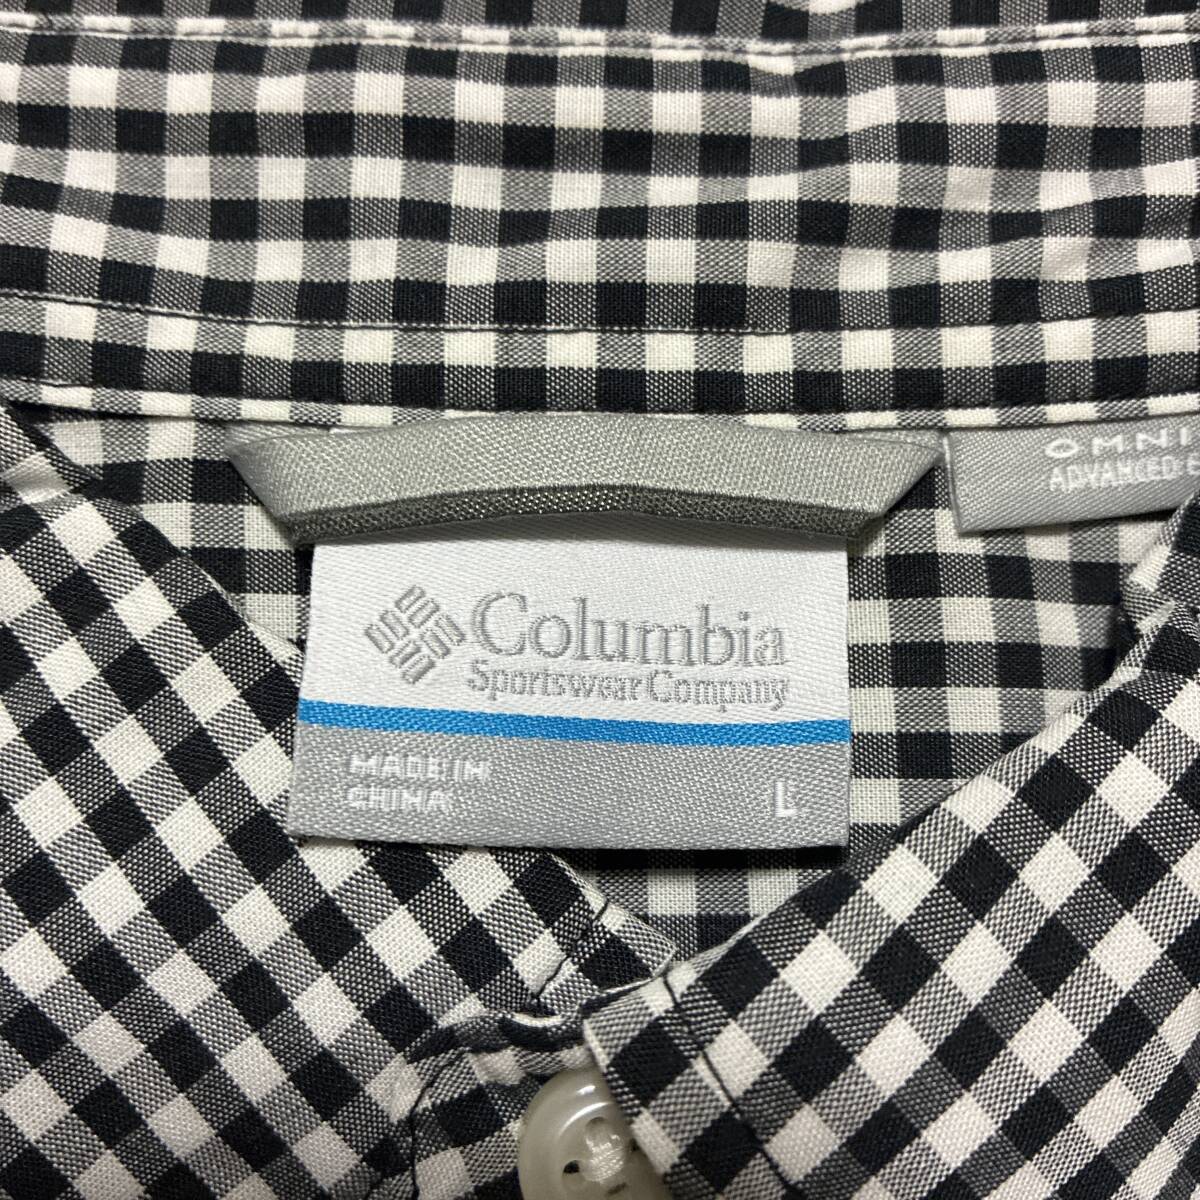 OMNI
ADVANCED
Columbia
Sportswear Company
MADE IN
CHINA
L